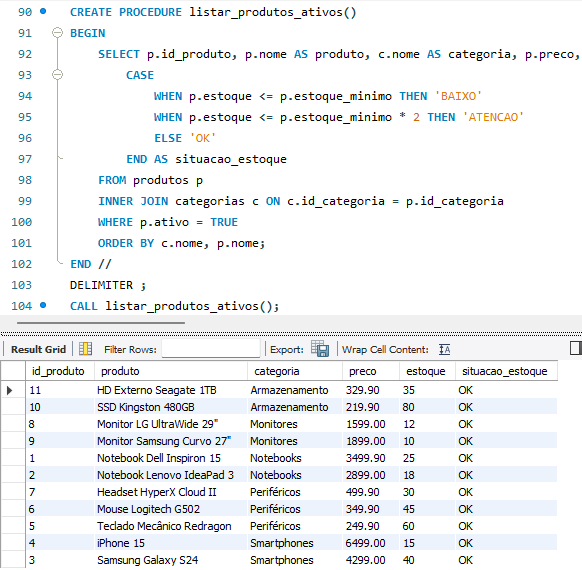 90 CREATE PROCEDURE listar_produtos_ativos()
91 BEGIN
92 SELECT p.id_produto, p.nome AS produto, c.nome AS categoria, p.preco,
93 CASE
94 WHEN p.estoque <= p.estoque_minimo THEN 'BAIXO'
95 WHEN p.estoque <= p.estoque_minimo * 2 THEN 'ATENCAO'
96 ELSE 'OK'
97 END AS situacao_estoque
98 FROM produtos p
99 INNER JOIN categorias c ON c.id_categoria = p.id_categoria
100 WHERE p.ativo = TRUE
101 ORDER BY c.nome, p.nome;
102 END //
103 DELIMITER ;
104 CALL listar_produtos_ativos();
Result Grid Filter Rows: Export: Wrap Cell Content: IA
id_produto produto categoria preco estoque situacao_estoque
11 HD Externo Seagate 1TB Armazenamento 329.90 35 OK
10 SSD Kingston 480GB Armazenamento 219.90 80 OK
8 Monitor LG UltraWide 29" Monitores 1599.00 12 OK
9 Monitor Samsung Curvo 27" Monitores 1899.00 10 OK
1 Notebook Dell Inspiron 15 Notebooks 3499.90 25 OK
2 Notebook Lenovo IdeaPad 3 Notebooks 2899.00 18 OK
7 Headset HyperX Cloud II Periféricos 499.90 30 OK
6 Mouse Logitech G502 Periféricos 349.90 45 OK
5 Teclado Mecânico Redragon Periféricos 249.90 60 OK
4 iPhone 15 Smartphones 6499.00 15 OK
3 Samsung Galaxy S24 Smartphones 4299.00 40 OK